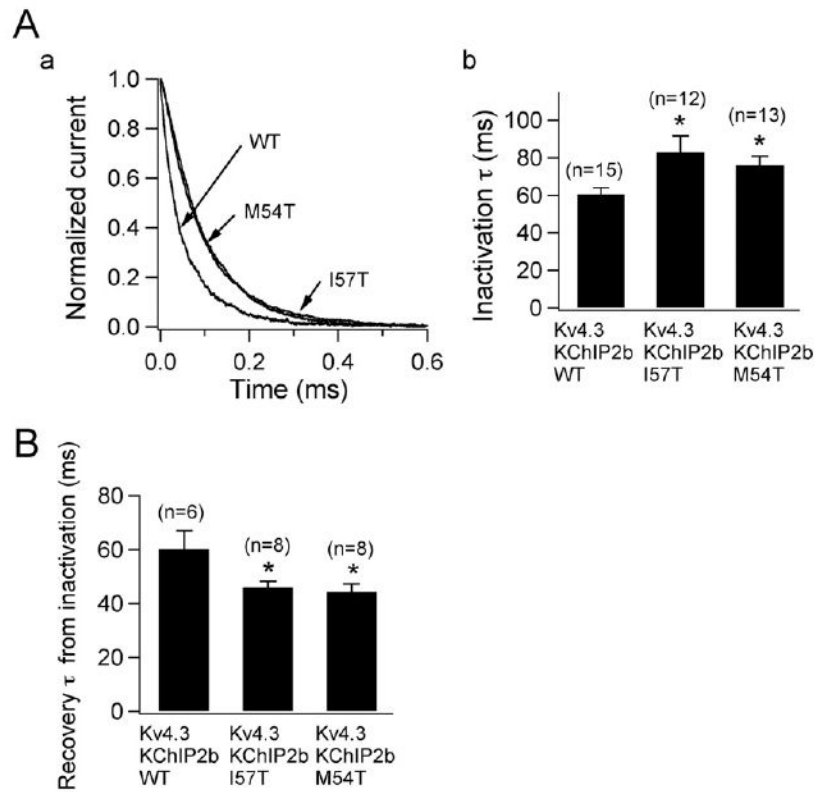 A
a
Normalized current
1.0
0.8
0.6
0.4
0.2
0.0
WT
M54T
I57T
0.0 0.2 0.4 0.6
Time (ms)
b
Inactivation τ (ms)
100
80
60
40
20
0
(n=15)
(n=12)
*
(n=13)
*
Kv4.3 Kv4.3 Kv4.3
KChIP2b KChIP2b KChIP2b
WT I57T M54T
B
Recovery τ from inactivation (ms)
80
60
40
20
0
(n=6)
(n=8)
*
(n=8)
*
Kv4.3 Kv4.3 Kv4.3
KChIP2b KChIP2b KChIP2b
WT I57T M54T